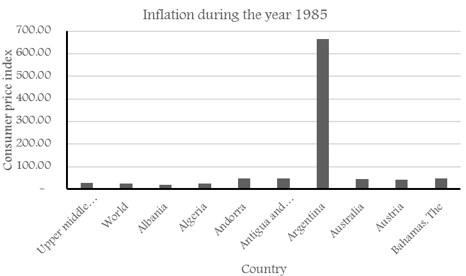 Inflation during the year 1985
Consumer price index
700.00
600.00
500.00
400.00
300.00
200.00
100.00
-
Upper middle...
World
Albania
Algeria
Andorra
Antigua and...
Argentina
Australia
Austria
Bahamas. The
Country